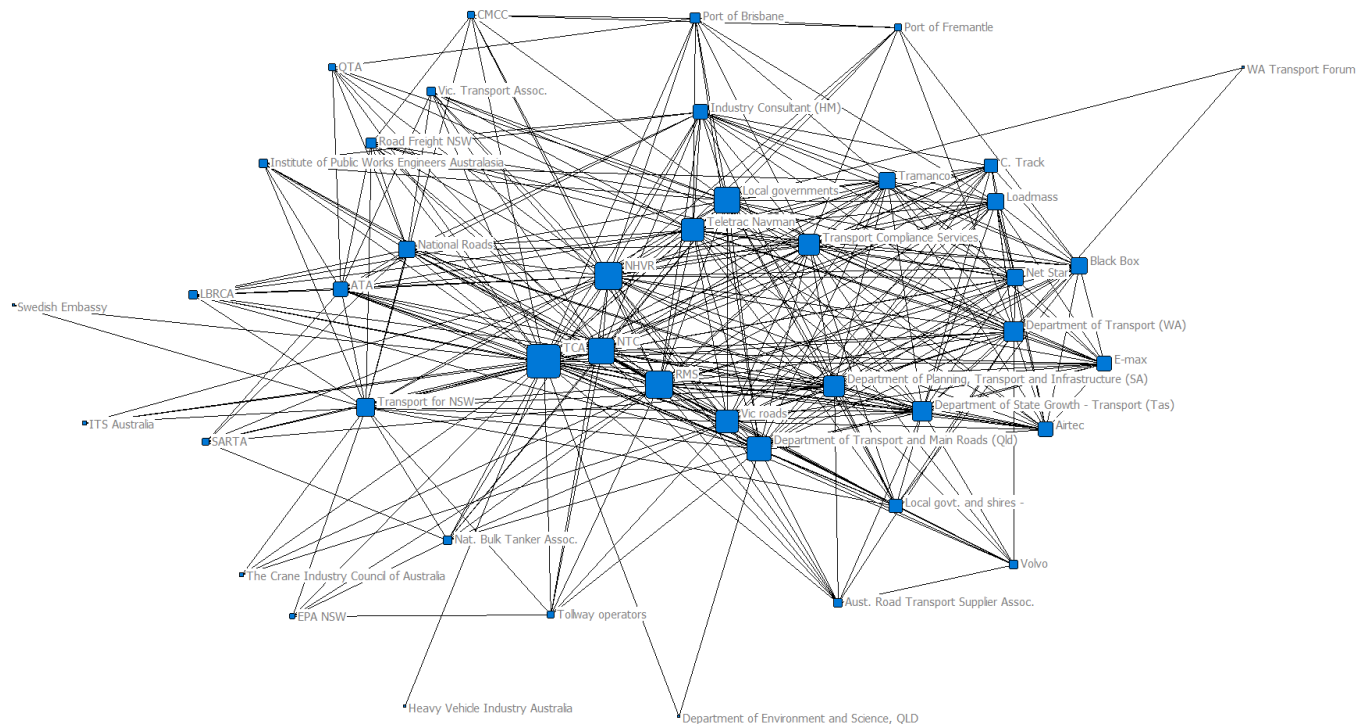 CMCC
Port of Brisbane
Port of Fremantle
QTA
WA Transport Forum
Vic. Transport Assoc.
Industry Consultant (HM)
Road Freight NSW
Institute of Public Works Engineers Australasia
C. Track
Tramanco
Local governments
Loadmass
Teletrac Navman
Transport Compliance Services
National Roads
NHVR
Black Box
Net Star
ATA
LBRCA
Swedish Embassy
Department of Transport (WA)
TCA
NTC
E-max
RMS
Department of Planning, Transport and Infrastructure (SA)
Transport for NSW
Department of State Growth - Transport (Tas)
Vic roads
ITS Australia
Airtec
SARTA
Department of Transport and Main Roads (Qld)
Local govt. and shires -
Nat. Bulk Tanker Assoc.
Volvo
The Crane Industry Council of Australia
Aust. Road Transport Supplier Assoc.
EPA NSW
Tollway operators
Heavy Vehicle Industry Australia
Department of Environment and Science, QLD